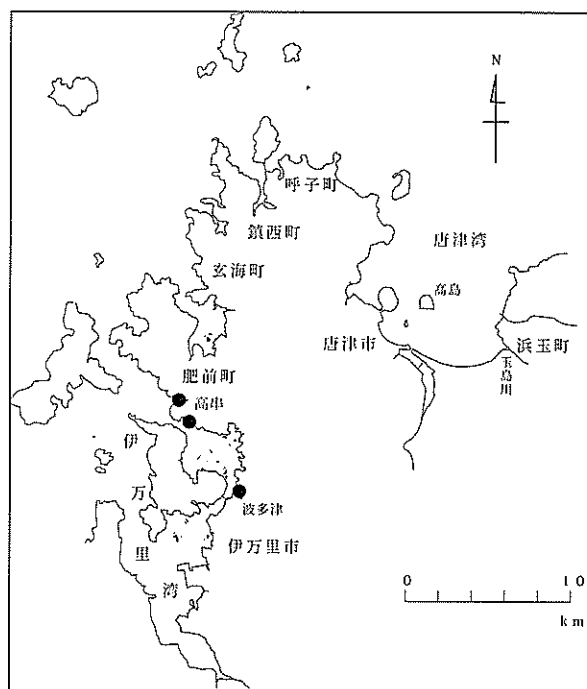 N
呼子町
鎮西町
唐津湾
玄海町
高島
唐津市
浜玉町
玉島川
肥前町
高串
伊万里湾
波多津
伊万里市
0 10
km